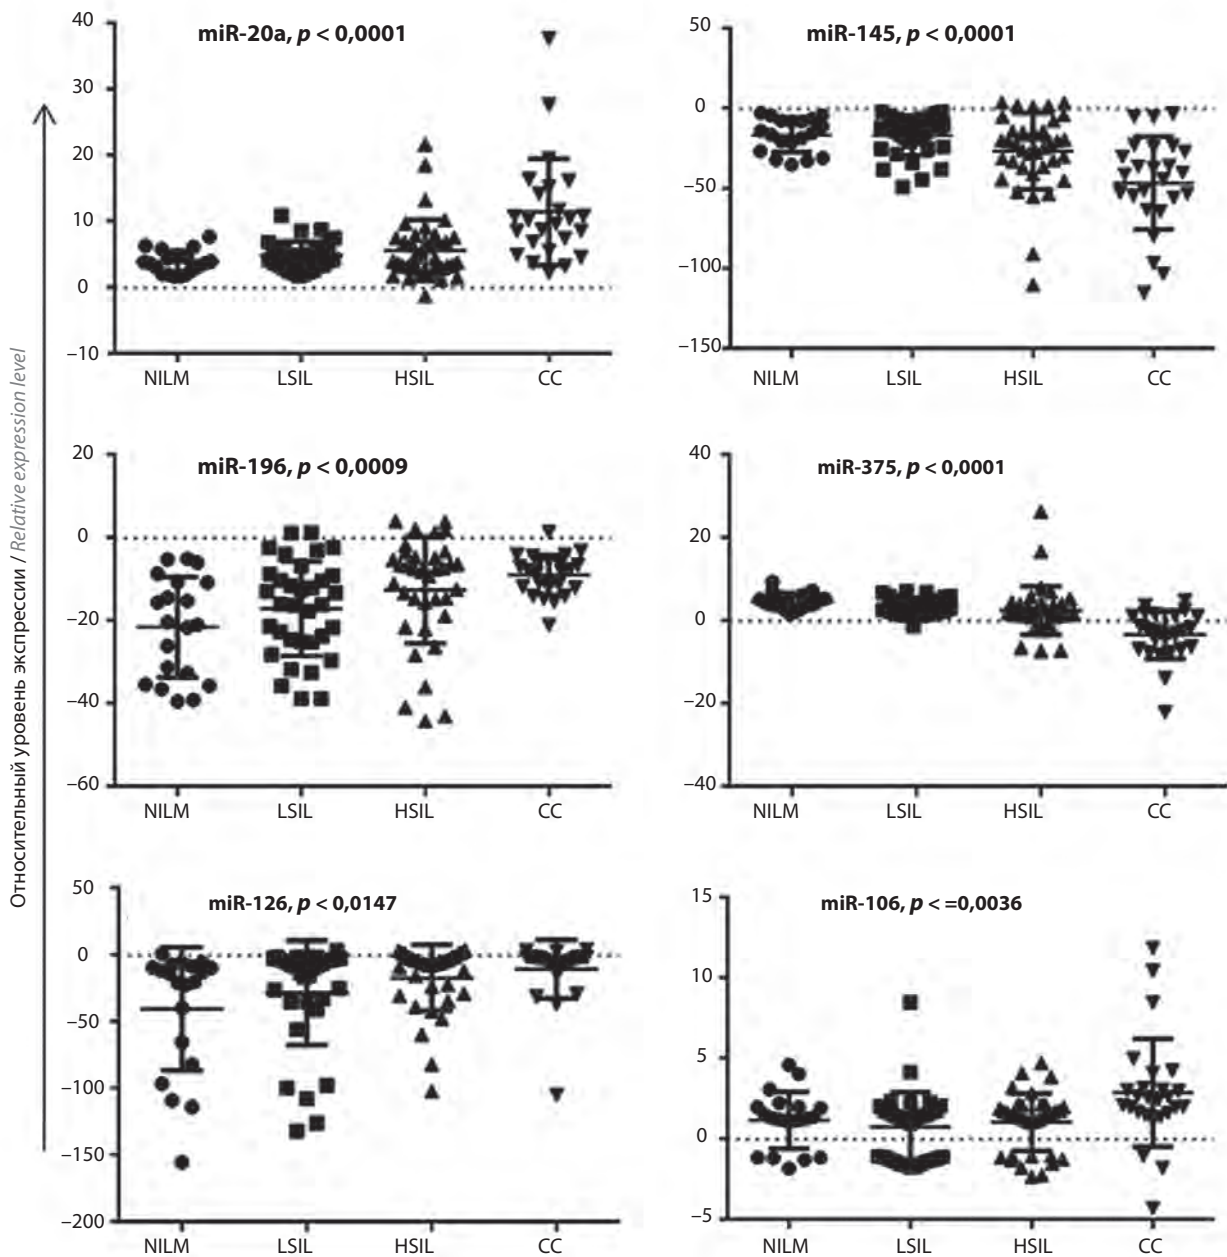 Относительный уровень экспрессии / Relative expression level
miR-20a, p < 0,0001
40
30
20
10
0
–10
NILM LSIL HSIL CC
miR-145, p < 0,0001
50
0
–50
–100
–150
NILM LSIL HSIL CC
miR-196, p < 0,0009
20
0
–20
–40
–60
NILM LSIL HSIL CC
miR-375, p < 0,0001
40
20
0
–20
–40
NILM LSIL HSIL CC
miR-126, p < 0,0147
50
0
–50
–100
–150
–200
NILM LSIL HSIL CC
miR-106, p < =0,0036
15
10
5
0
–5
NILM LSIL HSIL CC